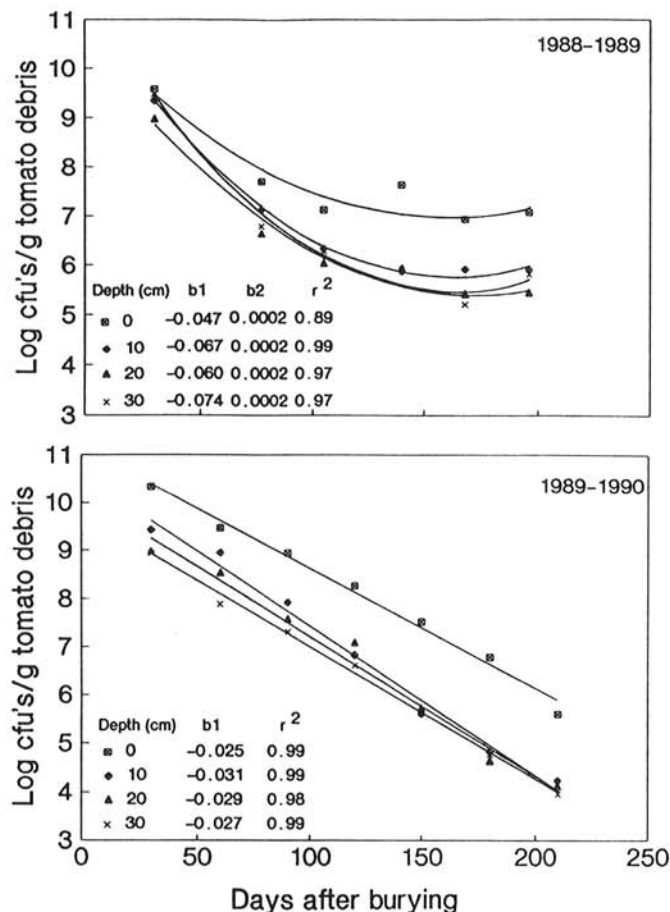 11
10
9
8
7
6
5
4
3
Log cfu's/g tomato debris
1988-1989
Depth (cm) b1 b2 r 2
0 -0.047 0.0002 0.89
10 -0.067 0.0002 0.99
20 -0.060 0.0002 0.97
30 -0.074 0.0002 0.97
11
10
9
8
7
6
5
4
3
Log cfu's/g tomato debris
1989-1990
Depth (cm) b1 r 2
0 -0.025 0.99
10 -0.031 0.99
20 -0.029 0.98
30 -0.027 0.99
0 50 100 150 200 250
Days after burying